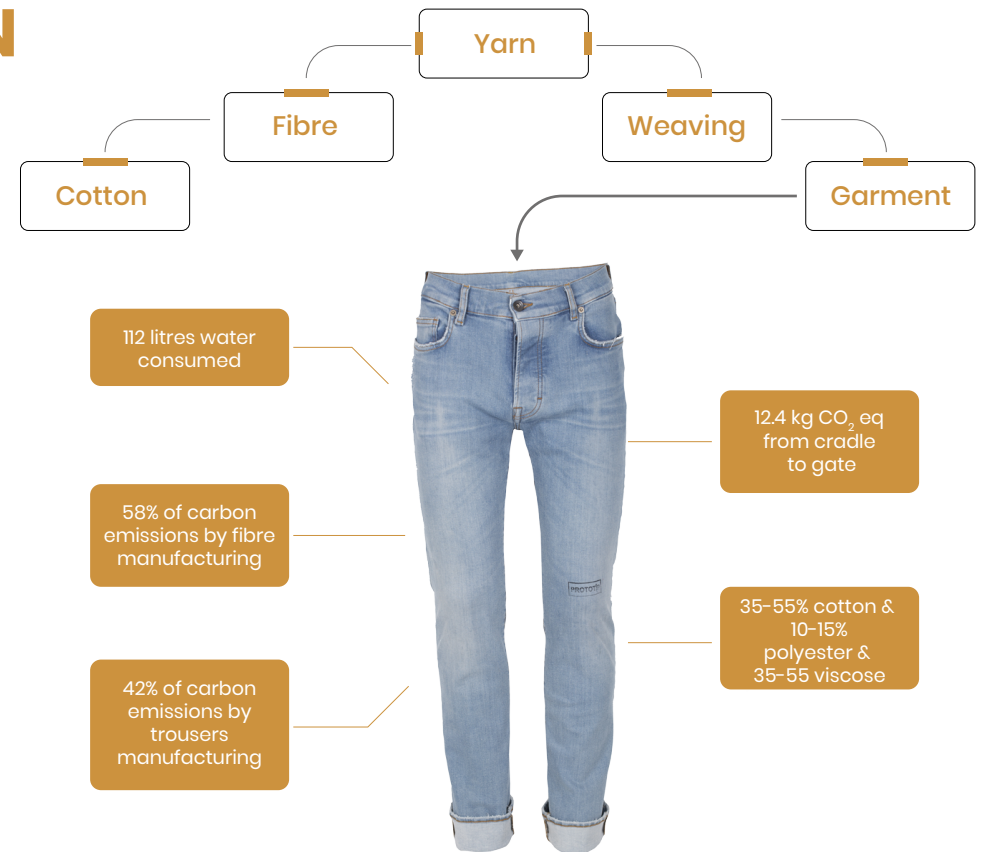 N
Yarn
Fibre
Weaving
Cotton
Garment
112 litres water
consumed
12.4 kg CO₂ eq
from cradle
to gate
58% of carbon
emissions by fibre
manufacturing
35-55% cotton &
10-15%
polyester &
35-55 viscose
42% of carbon
emissions by
trousers
manufacturing